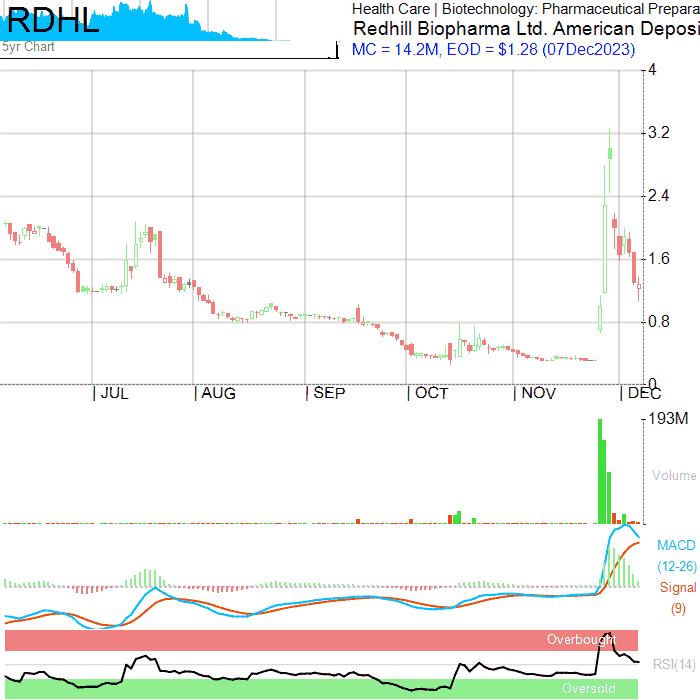 RDHL
Health Care | Biotechnology: Pharmaceutical Prepara
Redhill Biopharma Ltd. American Deposi
5yr Chart
MC = 14.2M, EOD = $1.28 (07Dec2023)
4
3.2
2.4
1.6
0.8
0
JUL AUG SEP OCT NOV DEC
193M
Volume
MACD
(12-26)
Signal
(9)
Overbought
RSI(14)
Oversold